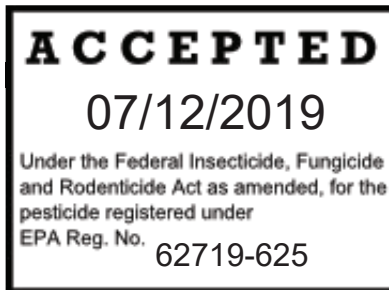 ACCEPTED
07/12/2019
Under the Federal Insecticide, Fungicide
and Rodenticide Act as amended, for the
pesticide registered under
EPA Reg. No. 62719-625